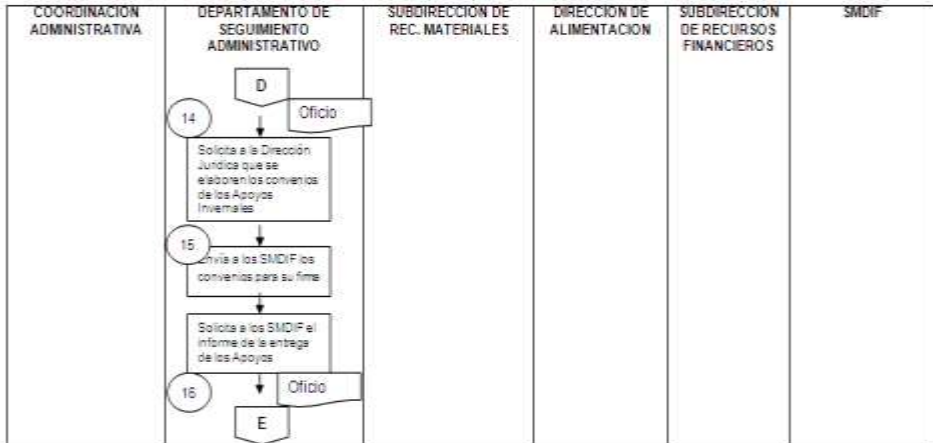 COORDINACION
ADMINISTRATIVA
DEPARTAMENTO DE
SEGUIMIENTO
ADMINISTRATIVO
SUBDIRECCION DE
REC. MATERIALES
DIRECCION DE
ALIMENTACION
SUBDIRECCION
DE RECURSOS
FINANCIEROS
SMDIF
D
Oficio
14
Solicita a la Dirección
Jurídica que se
elaboren los convenios
de los Apoyos
Invernales
15
Envía a los SMDIF los
convenios para su firma
Solicita a los SMDIF el
informe de la entrega
de los Apoyos
16
Oficio
E